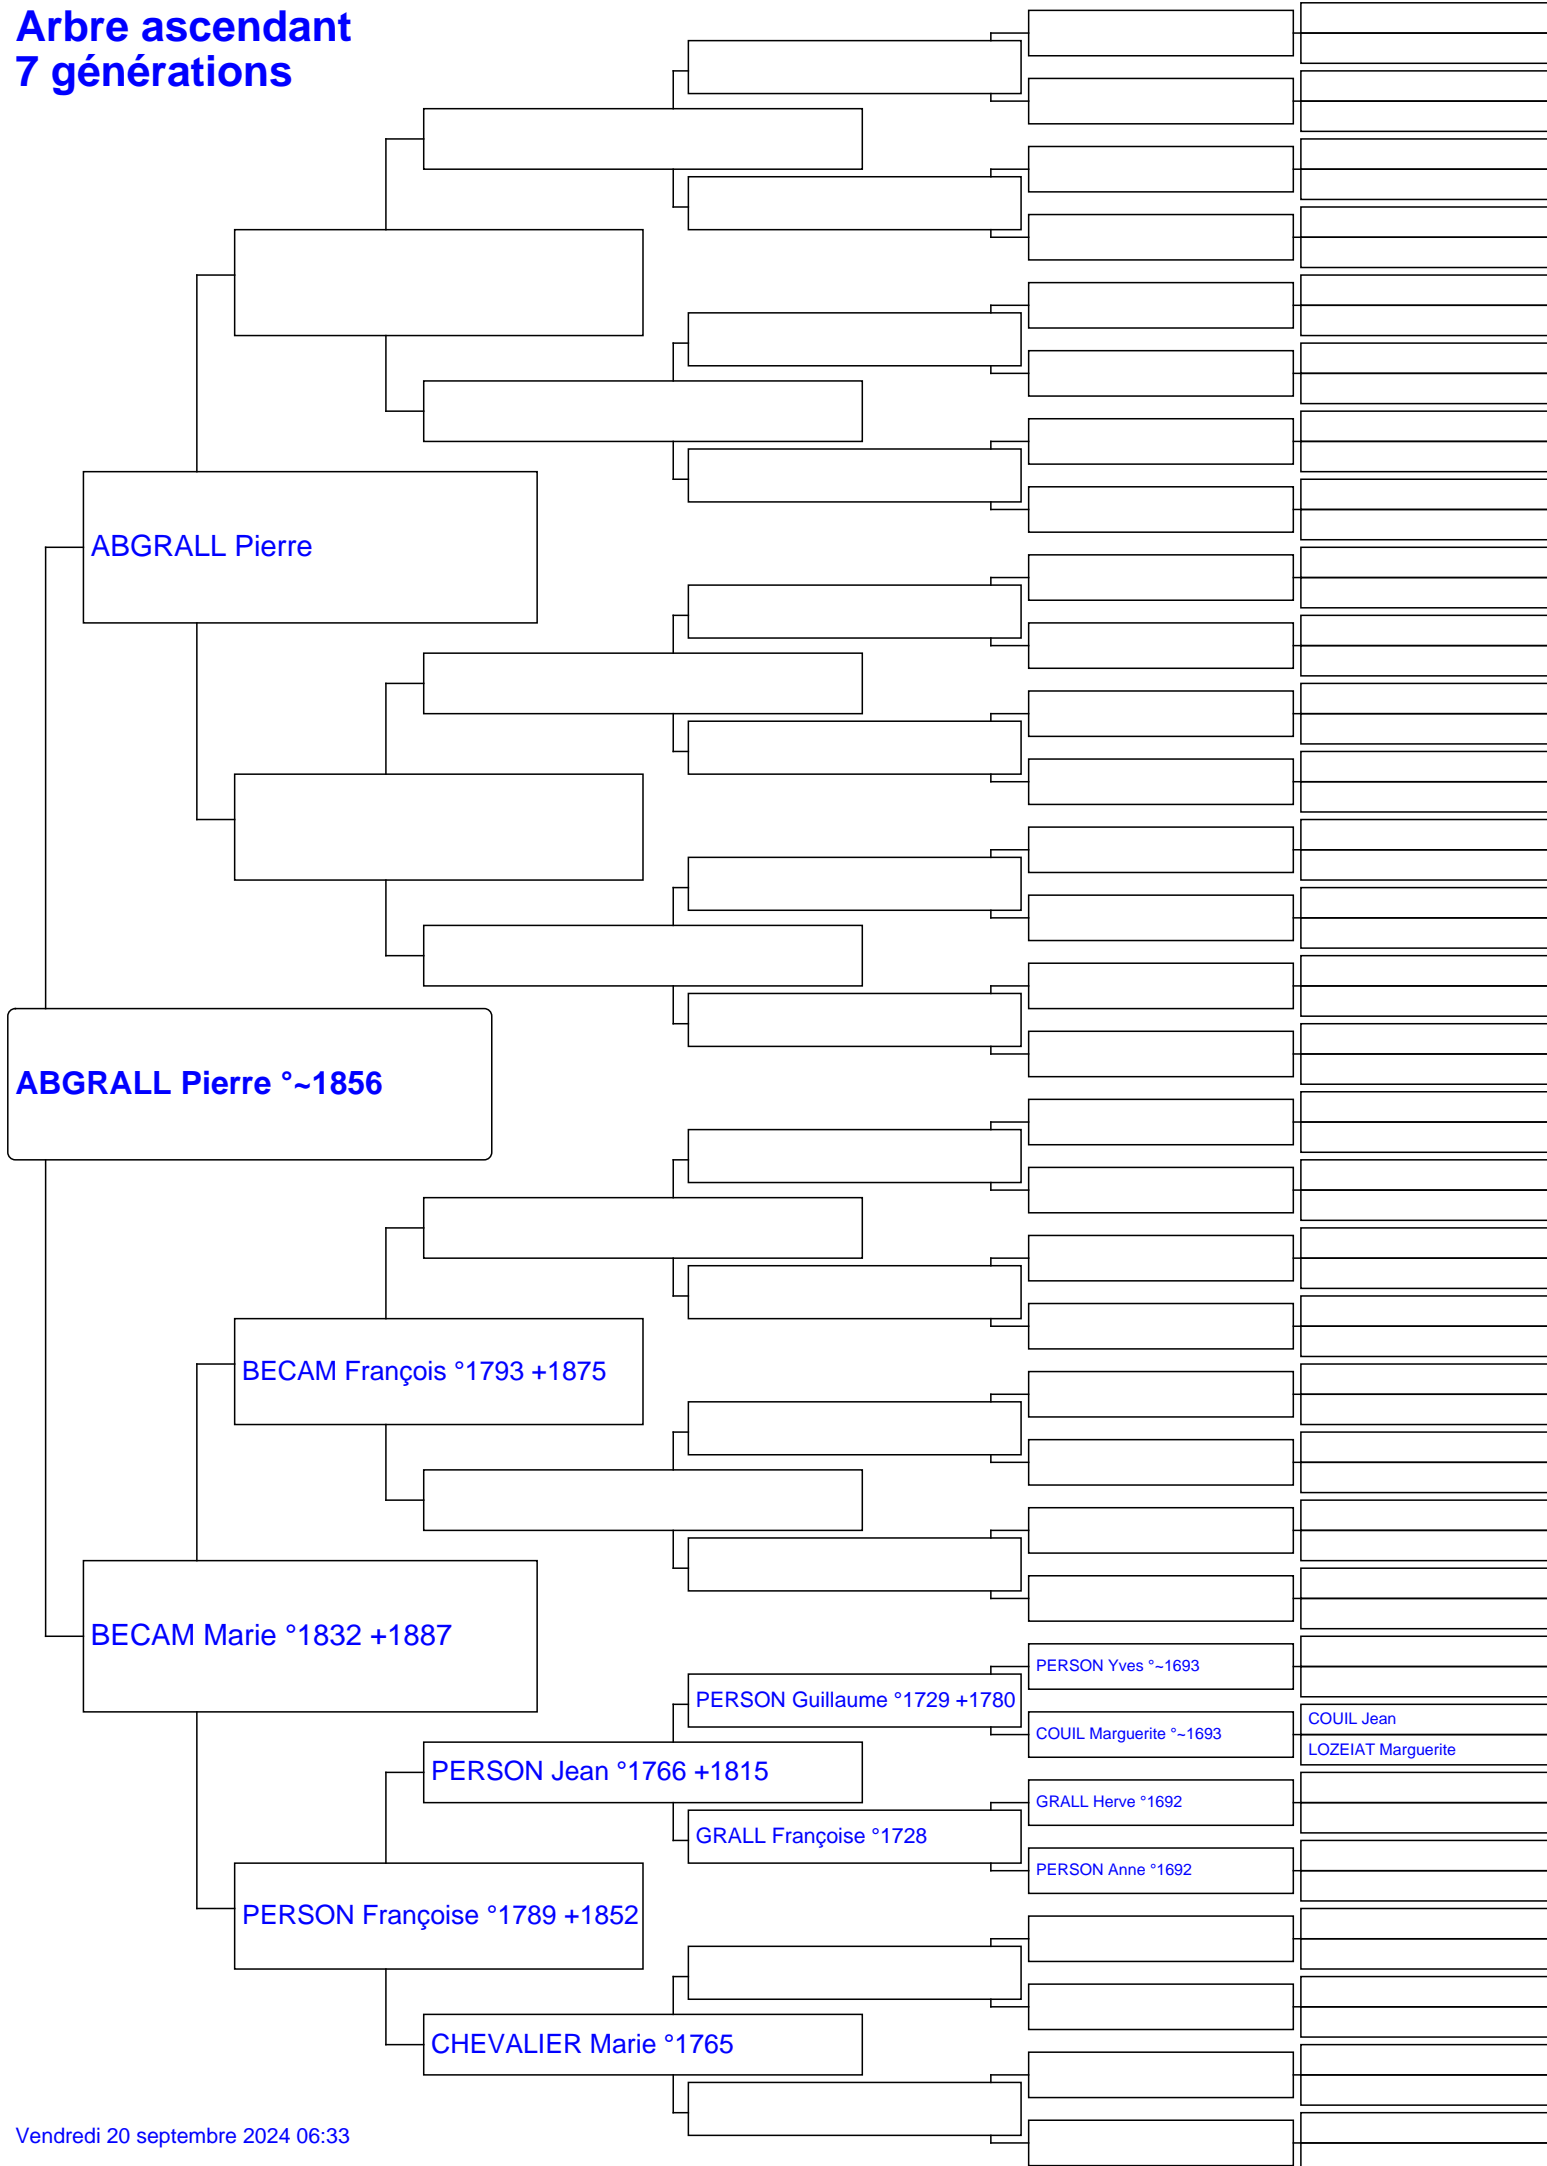 Arbre ascendant
7 générations
ABGRALL Pierre
ABGRALL Pierre °~1856
BECAM François °1793 +1875
BECAM Marie °1832 +1887
PERSON Yves °~1693
PERSON Guillaume °1729 +1780
COUIL Jean
COUIL Marguerite °~1693
LOZEIAT Marguerite
PERSON Jean °1766 +1815
GRALL Herve °1692
GRALL Françoise °1728
PERSON Anne °1692
PERSON Françoise °1789 +1852
CHEVALIER Marie °1765
Vendredi 20 septembre 2024 06:33